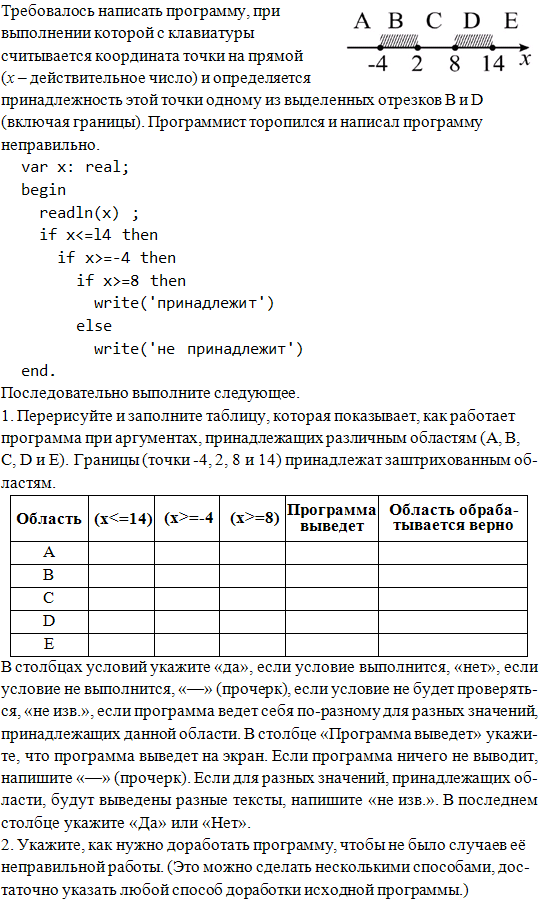 Требовалось написать программу, при
выполнении которой с клавиатуры
считывается координата точки на прямой
(x – действительное число) и определяется
принадлежность этой точки одному из выделенных отрезков B и D
(включая границы). Программист торопился и написал программу
неправильно.
A B C D E
-4 2 8 14 x
var x: real;
begin
readln(x) ;
if x<=l4 then
if x>=-4 then
if x>=8 then
write('принадлежит')
else
write('не принадлежит')
end.
Последовательно выполните следующее.
1. Перерисуйте и заполните таблицу, которая показывает, как работает
программа при аргументах, принадлежащих различным областям (A, B,
C, D и E). Границы (точки -4, 2, 8 и 14) принадлежат заштрихованным об-
ластям.
Область (x<=14) (x>=-4 (x>=8) Программа выведет Область обраба-
тывается верно
A
B
C
D
E
В столбцах условий укажите «да», если условие выполнится, «нет», если
условие не выполнится, «—» (прочерк), если условие не будет проверять-
ся, «не изв.», если программа ведет себя по-разному для разных значений,
принадлежащих данной области. В столбце «Программа выведет» укажи-
те, что программа выведет на экран. Если программа ничего не выводит,
напишите «—» (прочерк). Если для разных значений, принадлежащих об-
ласти, будут выведены разные тексты, напишите «не изв.». В последнем
столбце укажите «Да» или «Нет».
2. Укажите, как нужно доработать программу, чтобы не было случаев её
неправильной работы. (Это можно сделать несколькими способами, дос-
таточно указать любой способ доработки исходной программы.)